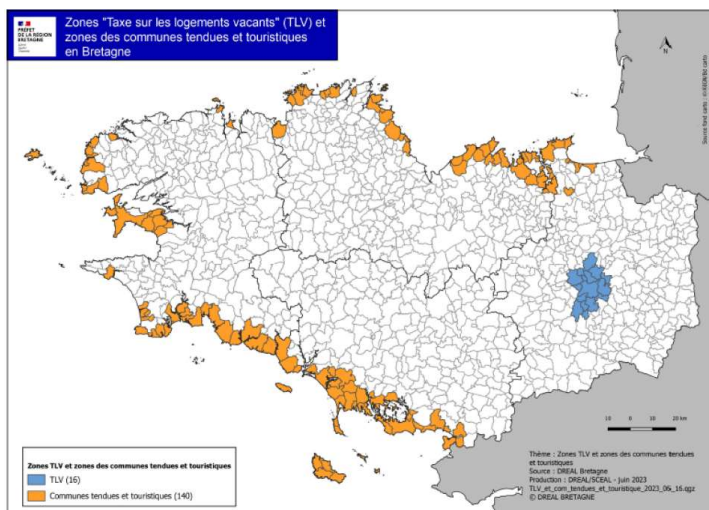 PRÉFET
DE LA RÉGION
BRETAGNE
Zones "Taxe sur les logements vacants" (TLV) et
zones des communes tendues et touristiques
en Bretagne
N
10 0 10 20 km
Zones TLV et zones des communes tendues et touristiques
TLV (16)
Communes tendues et touristiques (140)
Thème : Zones TLV et zones des communes tendues
et touristiques
Source : DREAL Bretagne
Production : DREAL/SCEAL - juin 2023
TLV_et_com_tendues_et_touristique_2023_06_16.qgz
© DREAL BRETAGNE